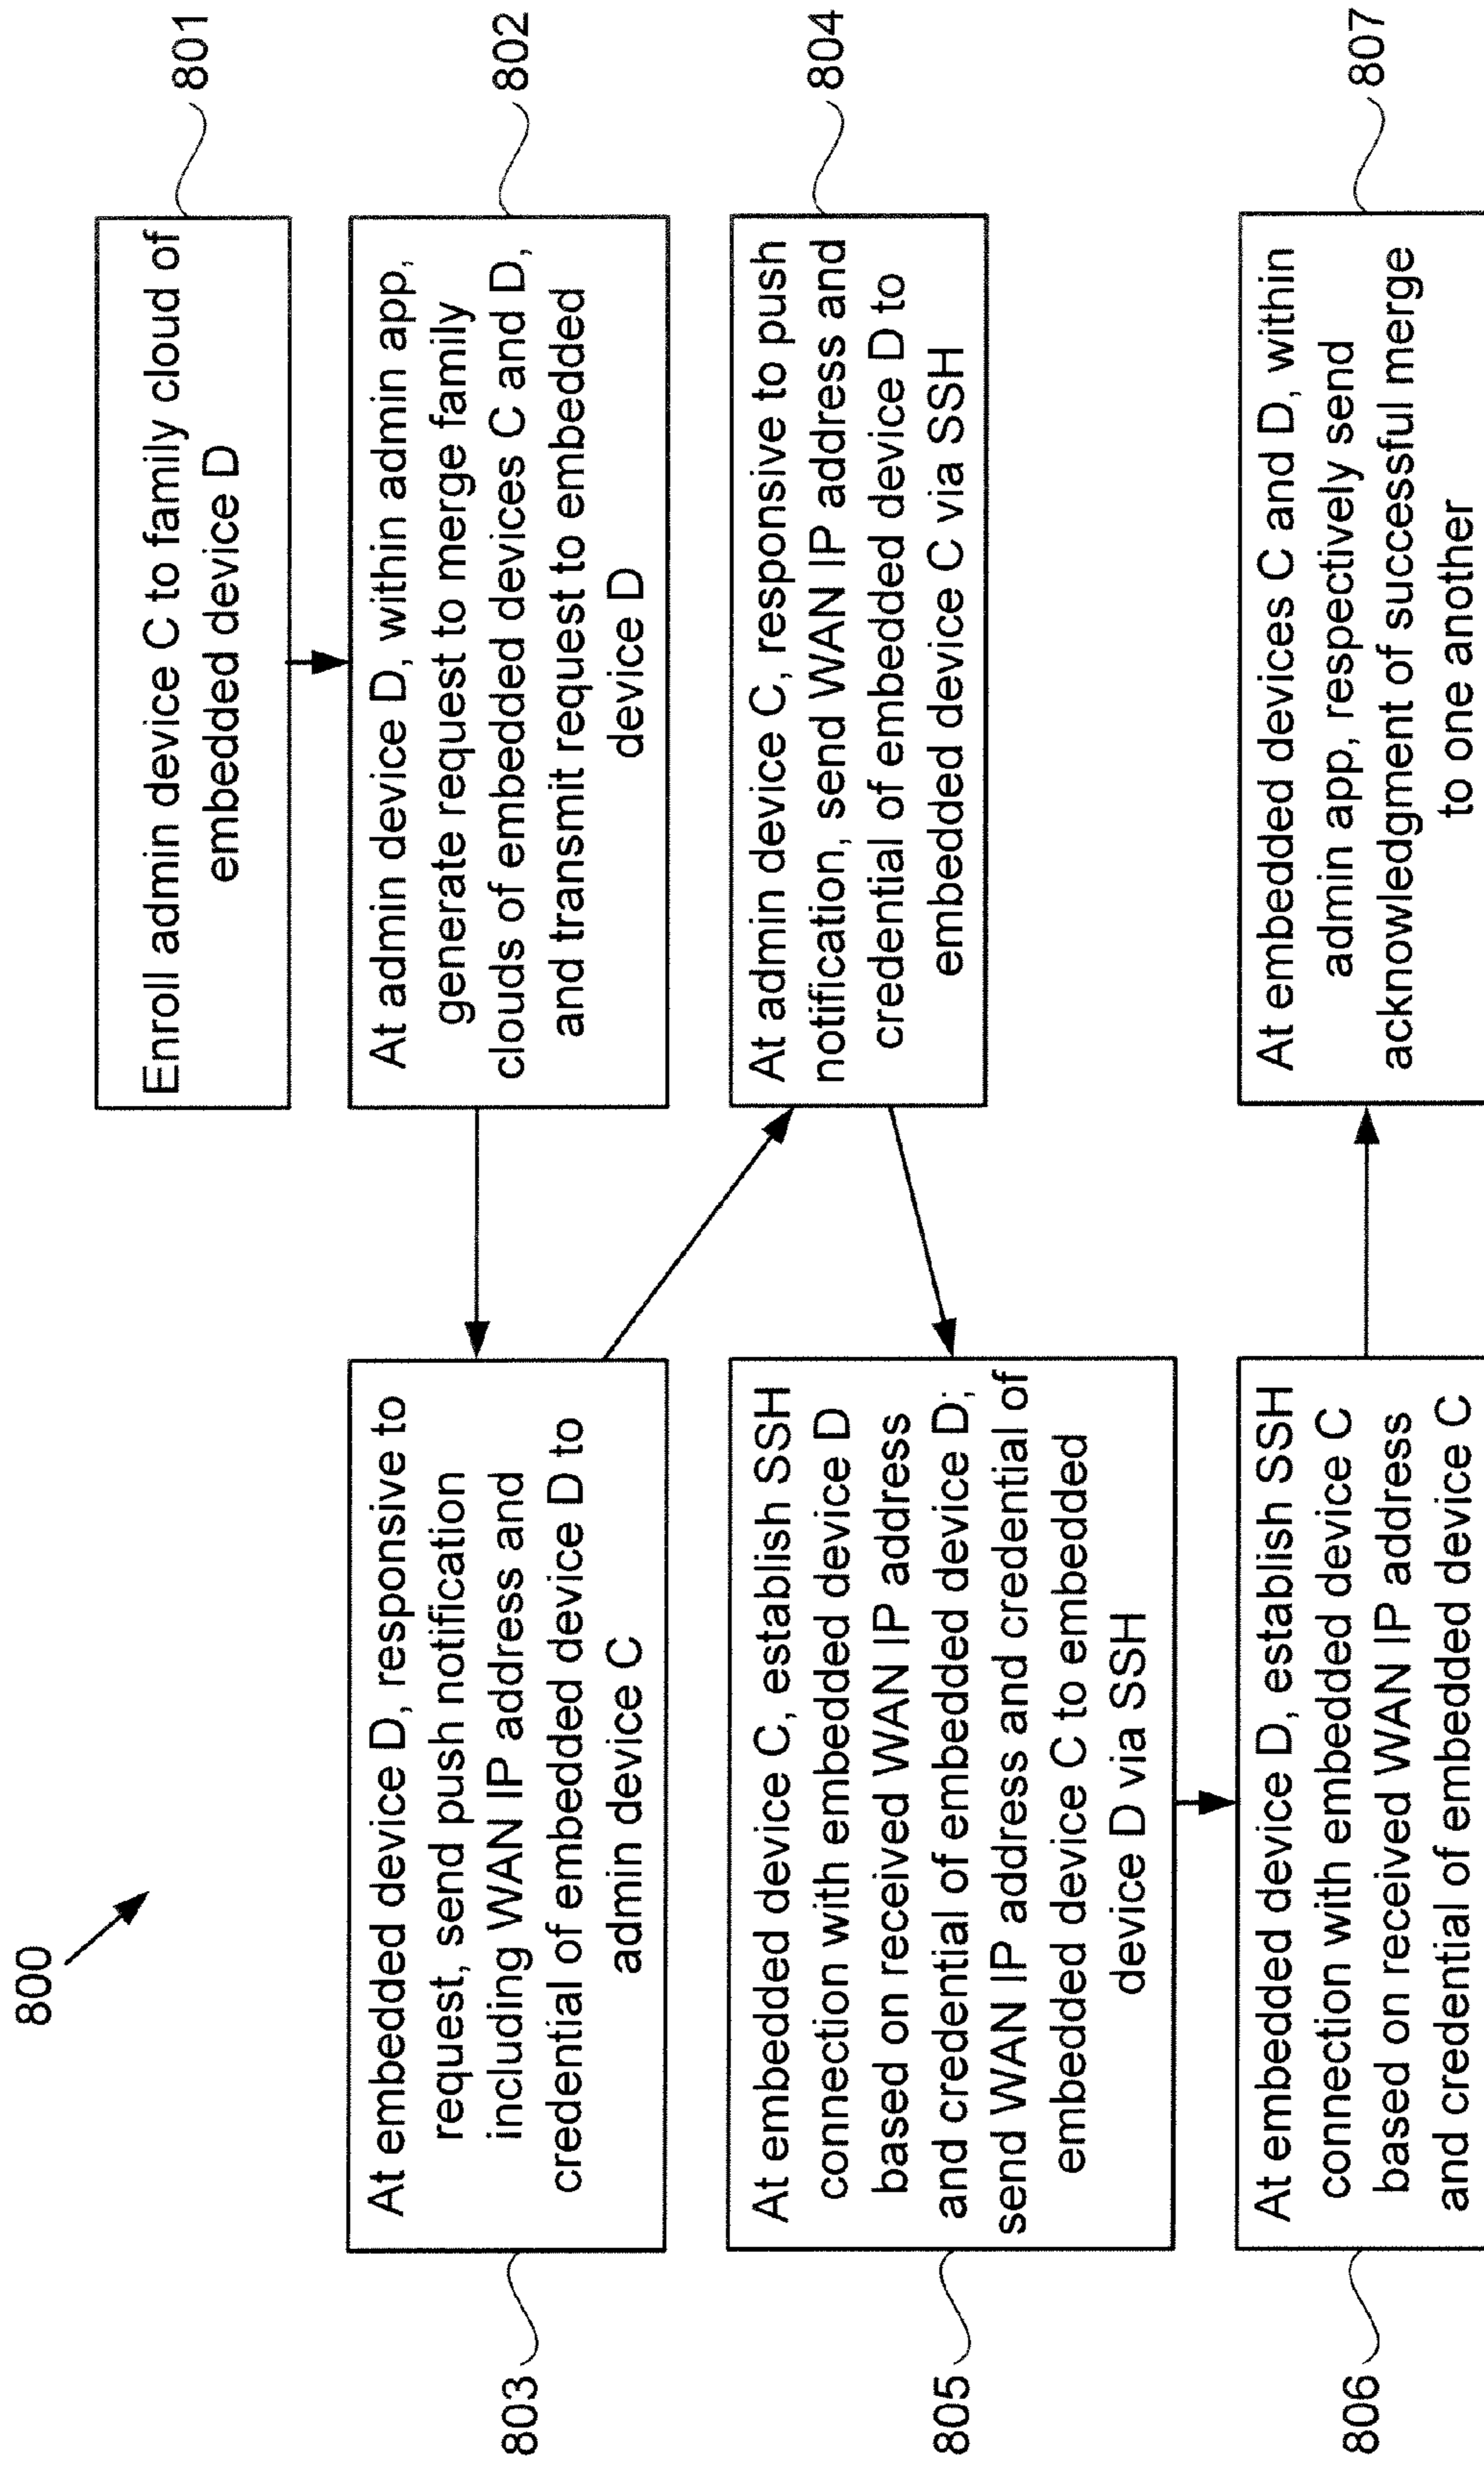 800
801
Enroll admin device C to family cloud of
embedded device D
802
At admin device D, within admin app,
generate request to merge family
clouds of embedded devices C and D,
and transmit request to embedded
device D
803
At embedded device D, responsive to
request, send push notification
including WAN IP address and
credential of embedded device D to
admin device C
804
At admin device C, responsive to push
notification, send WAN IP address and
credential of embedded device D to
embedded device C via SSH
805
At embedded device C, establish SSH
connection with embedded device D
based on received WAN IP address
and credential of embedded device D;
send WAN IP address and credential of
embedded device C to embedded
device D via SSH
806
At embedded device D, establish SSH
connection with embedded device C
based on received WAN IP address
and credential of embedded device C
807
At embedded devices C and D, within
admin app, respectively send
acknowledgment of successful merge
to one another